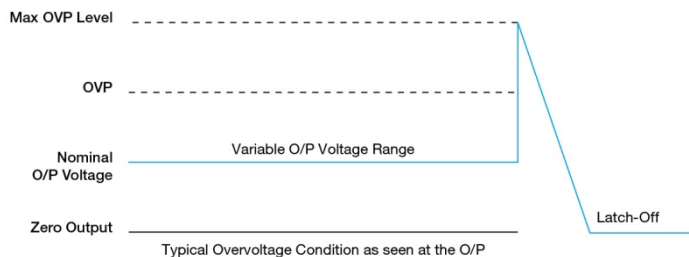 Max OVP Level
OVP
Nominal
O/P Voltage
Variable O/P Voltage Range
Zero Output
Latch-Off
Typical Overvoltage Condition as seen at the O/P